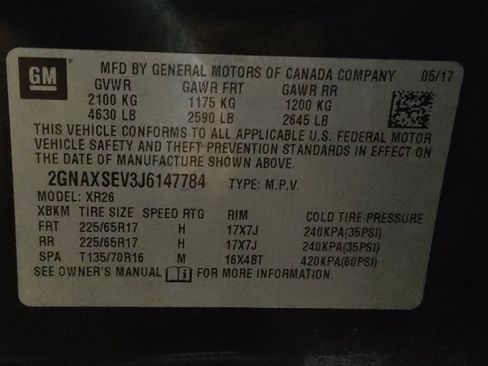 GM
MFD BY GENERAL MOTORS OF CANADA COMPANY 05/17
GVWR GAWR FRT GAWR RR
2100 KG 1175 KG 1200 KG
4630 LB 2590 LB 2645 LB
THIS VEHICLE CONFORMS TO ALL APPLICABLE U.S. FEDERAL MOTOR
VEHICLE SAFETY AND THEFT PREVENTION STANDARDS IN EFFECT ON
THE DATE OF MANUFACTURE SHOWN ABOVE.
2GNAXSEV3J6147784 TYPE: M.P.V.
MODEL: XR26
XBKM TIRE SIZE SPEED RTG RIM COLD TIRE PRESSURE
FRT 225/65R17 H 17X7J 240KPA(35PSI)
RR 225/65R17 H 17X7J 240KPA(35PSI)
SPA T135/70R16 M 16X4BT 420KPA(60PSI)
SEE OWNER'S MANUAL i FOR MORE INFORMATION.